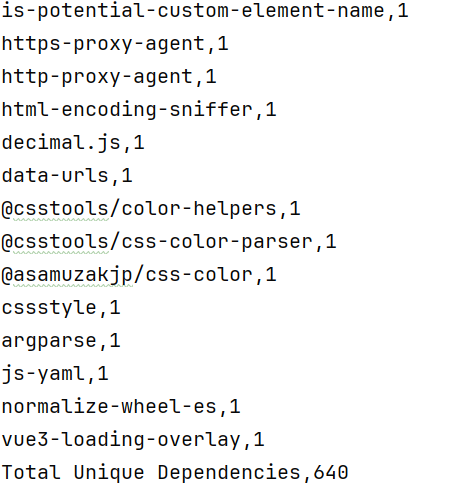 is-potential-custom-element-name,1
https-proxy-agent,1
http-proxy-agent,1
html-encoding-sniffer,1
decimal.js,1
data-urls,1
@csstools/color-helpers,1
@csstools/css-color-parser,1
@asamuzakjp/css-color,1
cssstyle,1
argparse,1
js-yaml,1
normalize-wheel-es,1
vue3-loading-overlay,1
Total Unique Dependencies,640